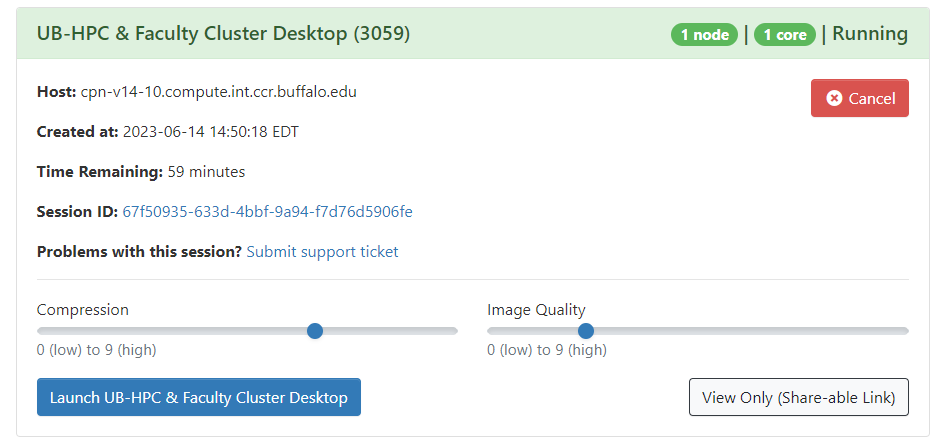 UB-HPC & Faculty Cluster Desktop (3059)
1 node | 1 core | Running
Host: cpn-v14-10.compute.int.ccr.buffalo.edu
Cancel
Created at: 2023-06-14 14:50:18 EDT
Time Remaining: 59 minutes
Session ID: 67f50935-633d-4bbf-9a94-f7d76d5906fe
Problems with this session? Submit support ticket
Compression
0 (low) to 9 (high)
Image Quality
0 (low) to 9 (high)
Launch UB-HPC & Faculty Cluster Desktop
View Only (Share-able Link)